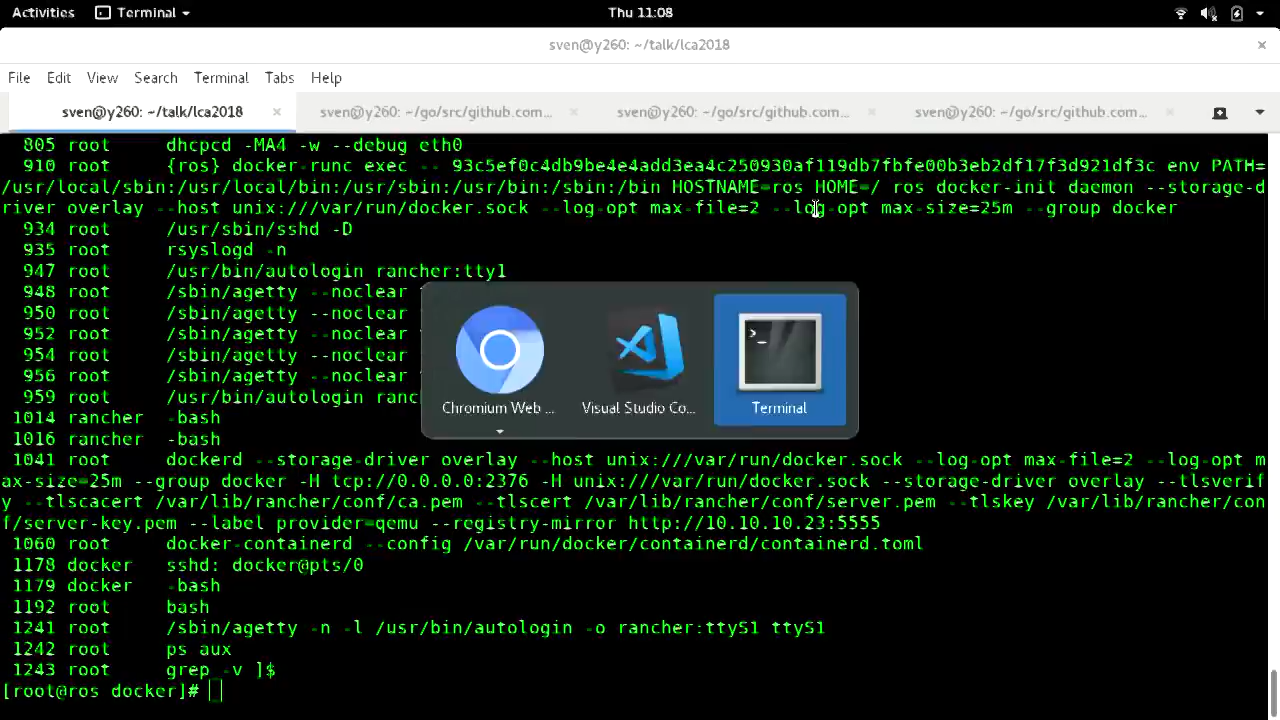 Activities Terminal Thu 11:08
sven@y260: ~/talk/lca2018
File Edit View Search Terminal Tabs Help
sven@y260: ~/talk/lca2018 sven@y260: ~/go/src/github.com... sven@y260: ~/go/src/github.com... sven@y260: ~/go/src/github.com...
805 root dhcpcd -MA4 -w --debug eth0
910 root {ros} docker-runc exec -- 93c5ef0c4db9be4e4add3ea4c250930af119db7fbfe00b3eb2df17f3d921df3c env PATH=
/usr/local/sbin:/usr/local/bin:/usr/sbin:/usr/bin:/sbin:/bin HOSTNAME=ros HOME=/ ros docker-init daemon --storage-d
river overlay --host unix:///var/run/docker.sock --log-opt max-file=2 --log-opt max-size=25m --group docker
934 root /usr/sbin/sshd -D
935 root rsyslogd -n
947 root /usr/bin/autologin rancher:tty1
948 root /sbin/agetty --noclear
950 root /sbin/agetty --noclear
952 root /sbin/agetty --noclear
954 root /sbin/agetty --noclear
956 root /sbin/agetty --noclear
959 root /usr/bin/autologin ranc
1014 rancher -bash
1016 rancher -bash
1041 root dockerd --storage-driver overlay --host unix:///var/run/docker.sock --log-opt max-file=2 --log-opt m
ax-size=25m --group docker -H tcp://0.0.0.0:2376 -H unix:///var/run/docker.sock --storage-driver overlay --tlsverif
y --tlscacert /var/lib/rancher/conf/ca.pem --tlscert /var/lib/rancher/conf/server.pem --tlskey /var/lib/rancher/con
f/server-key.pem --label provider=qemu --registry-mirror http://10.10.10.23:5555
1060 root docker-containerd --config /var/run/docker/containerd/containerd.toml
1178 docker sshd: docker@pts/0
1179 docker -bash
1192 root bash
1241 root /sbin/agetty -n -l /usr/bin/autologin -o rancher:ttyS1 ttyS1
1242 root ps aux
1243 root grep -v ]$
[root@ros docker]#
Chromium Web ... Visual Studio Co... Terminal